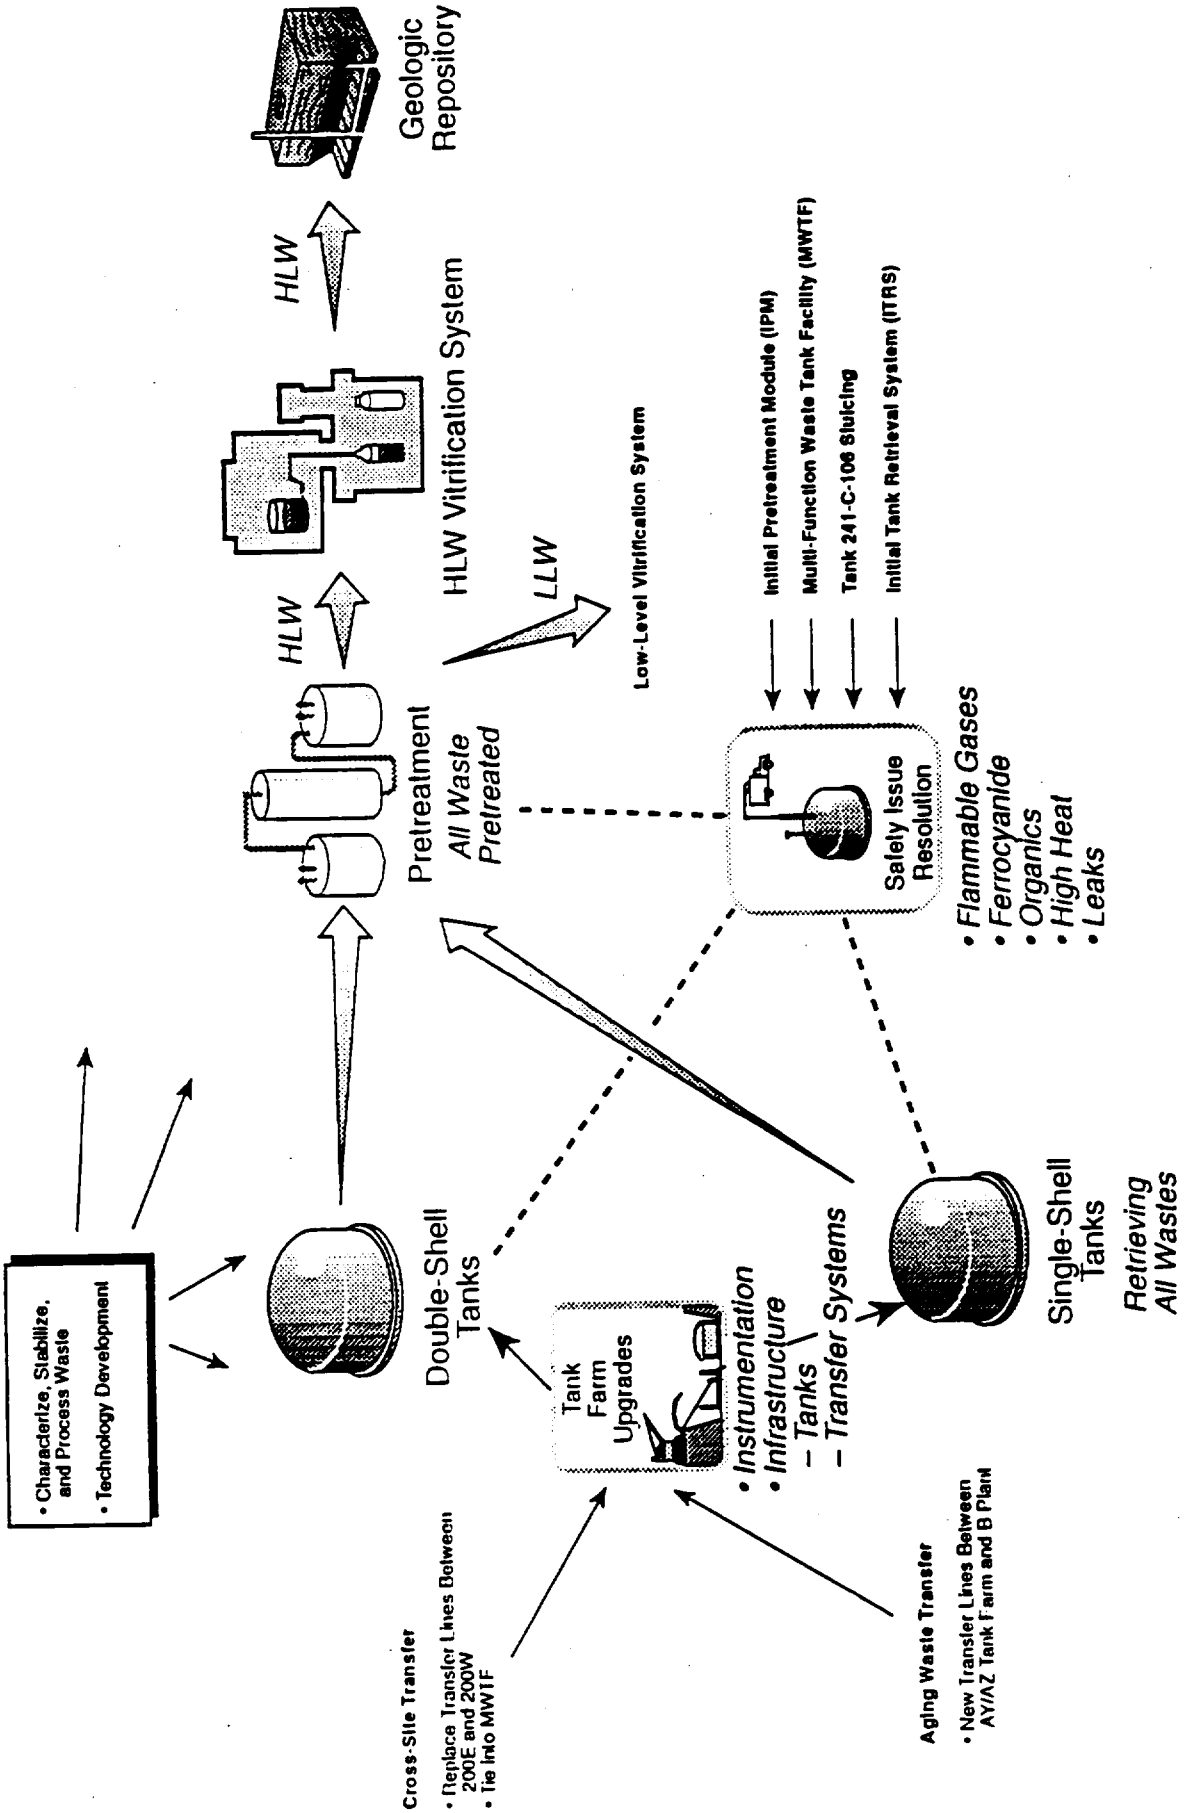 • Characterize, Stabilize,
and Process Waste
• Technology Development
Cross-Site Transfer
• Replace Transfer Lines Between
200E and 200W
• Tie Into MWTF
Aging Waste Transfer
• New Transfer Lines Between
AY/AZ Tank Farm and B Plant
Tank
Farm
Upgrades
• Instrumentation
• Infrastructure
– Tanks
– Transfer Systems
Double-Shell
Tanks
Single-Shell
Tanks
Retrieving
All Wastes
Pretreatment
All Waste
Pretreated
Safety Issue
Resolution
• Flammable Gases
• Ferrocyanide
• Organics
• High Heat
• Leaks
Initial Pretreatment Module (IPM)
Multi-Function Waste Tank Facility (MWTF)
Tank 241-C-106 Sluicing
Initial Tank Retrieval System (ITRS)
HLW
LLW
Low-Level Vitrification System
HLW Vitrification System
HLW
Geologic
Repository